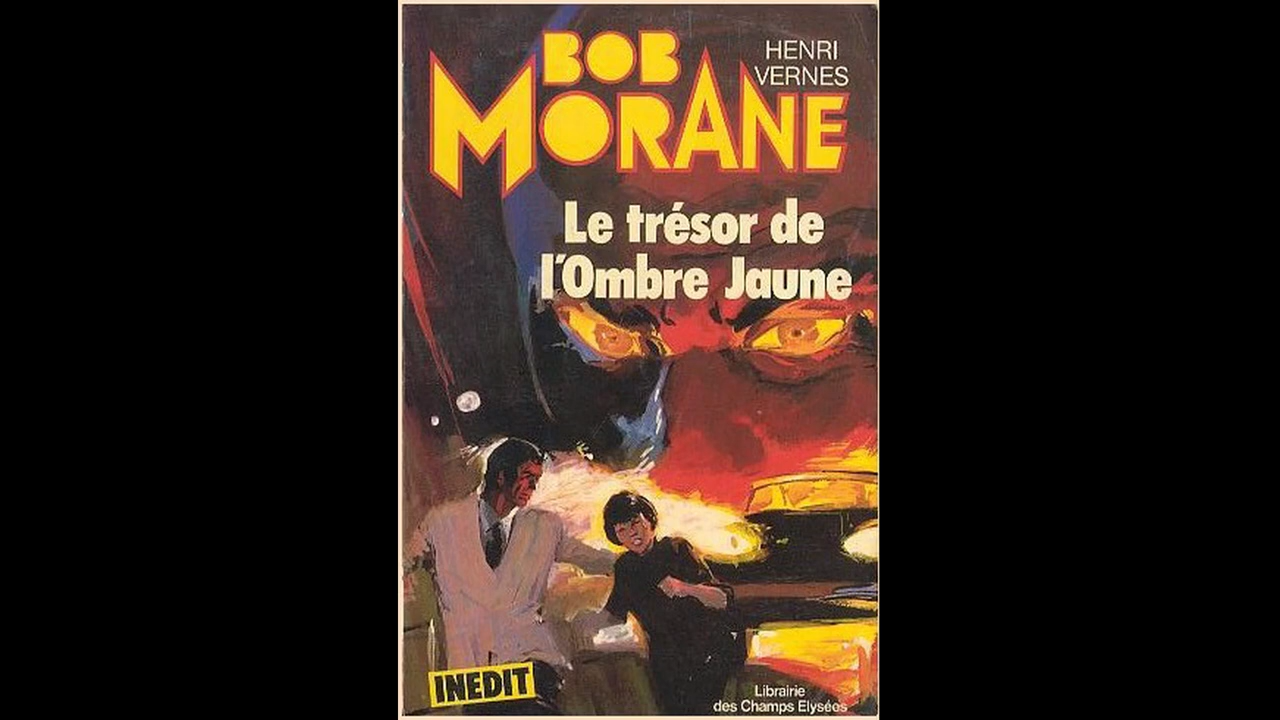 BOB
MORANE
HENRI
VERNES
Le trésor de
l'Ombre Jaune
INEDIT
Librairie
des Champs Elysées